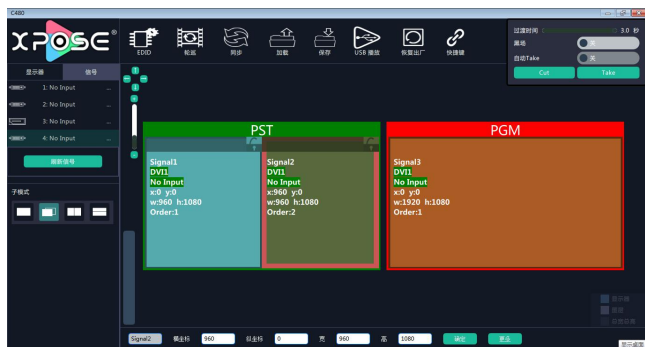 C480
XPOSE®
EDID
轮巡
同步
加载
保存
USB 播放
恢复出厂
快捷键
过渡时间
3.0 秒
黑场
关
自动Take
关
Cut
Take
显示器
信号
1: No Input ...
2: No Input ...
3: No Input ...
4: No Input ...
刷新信号
子模式
PST
Signal1
DVI1
No Input
x:0 y:0
w:960 h:1080
Order:1
Signal2
DVI1
No Input
x:960 y:0
w:960 h:1080
Order:2
PGM
Signal3
DVI1
No Input
x:0 y:0
w:1920 h:1080
Order:1
显示器
Signal2
横坐标
960
纵坐标
0
宽
960
高
1080
确定
更多
显示桌面